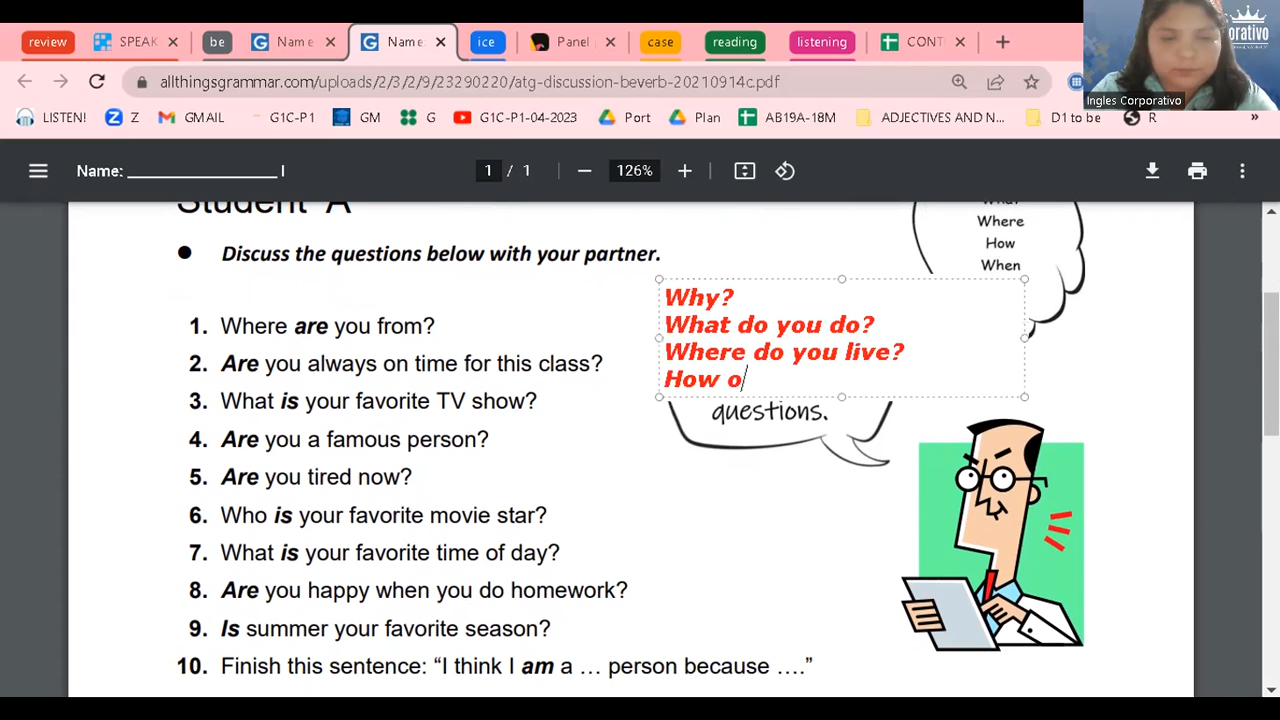 review
SPEAK
be
Name
Name:
ice
Panel
case
reading
listening
CONT
orativo
allthingsgrammar.com/uploads/2/3/2/9/23290220/atg-discussion-beverb-20210914c.pdf
Ingles Corporativo
LISTEN!
Z
GMAIL
G1C-P1
GM
G
G1C-P1-04-2023
Port
Plan
AB19A-18M
ADJECTIVES AND N...
D1 to be
R
»
Name: _______________ I
1 / 1
126%
Student A
What?
Where
How
When
● Discuss the questions below with your partner.
Why?
What do you do?
Where do you live?
How o
questions.
1. Where are you from?
2. Are you always on time for this class?
3. What is your favorite TV show?
4. Are you a famous person?
5. Are you tired now?
6. Who is your favorite movie star?
7. What is your favorite time of day?
8. Are you happy when you do homework?
9. Is summer your favorite season?
10. Finish this sentence: “I think I am a … person because ….”